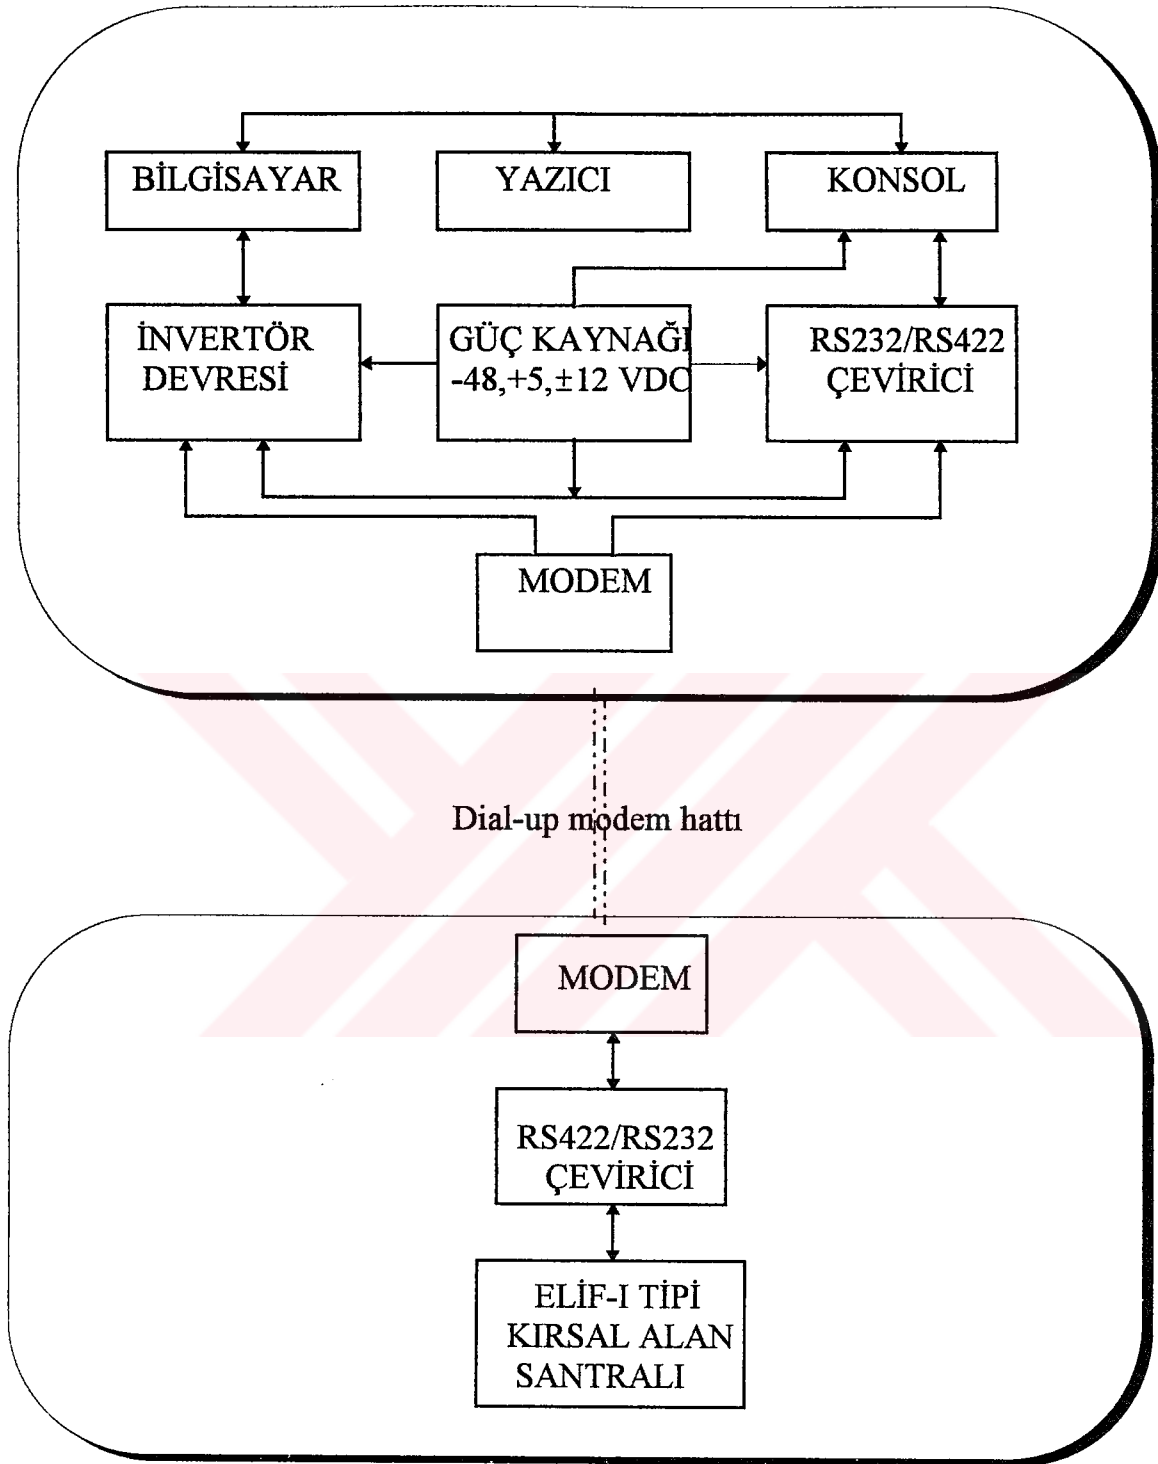 BİLGİSAYAR
YAZICI
KONSOL
İNVERTÖR
DEVRESİ
GÜÇ KAYNAĞI
-48,+5,±12 VDC
RS232/RS422
ÇEVİRİCİ
MODEM
Dial-up modem hattı
MODEM
RS422/RS232
ÇEVİRİCİ
ELİF-I TİPİ
KIRSAL ALAN
SANTRALI